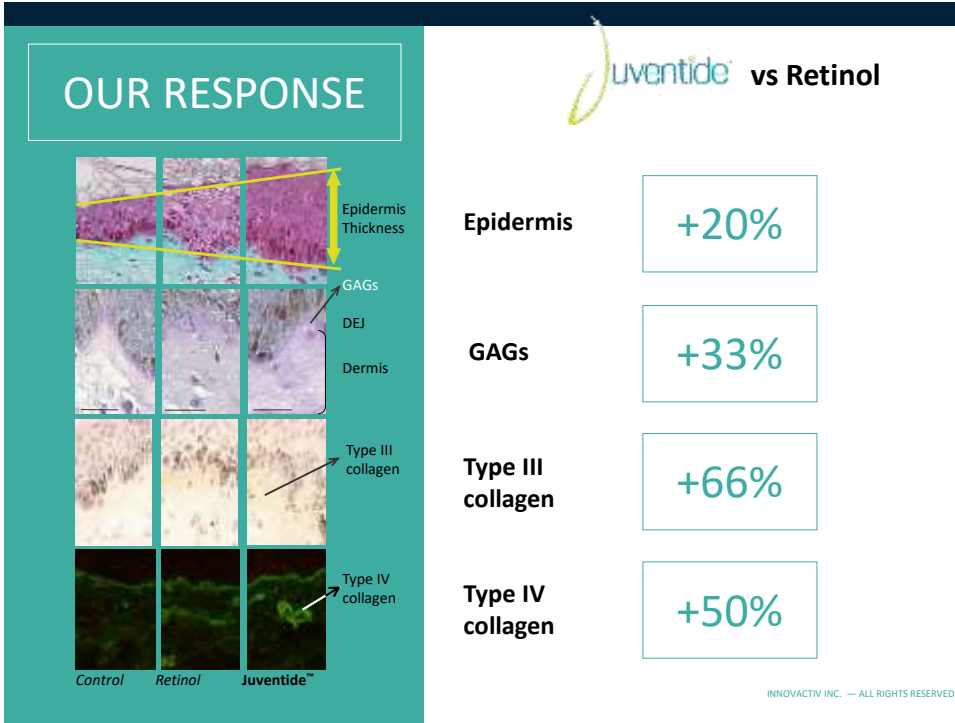 OUR RESPONSE
Epidermis
Thickness
GAGs
DEJ
Dermis
Type III
collagen
Type IV
collagen
Control Retinol Juventide™
Juventide vs Retinol
Epidermis +20%
GAGs +33%
Type III
collagen
+66%
Type IV
collagen
+50%
INNOVACTIV INC. — ALL RIGHTS RESERVED